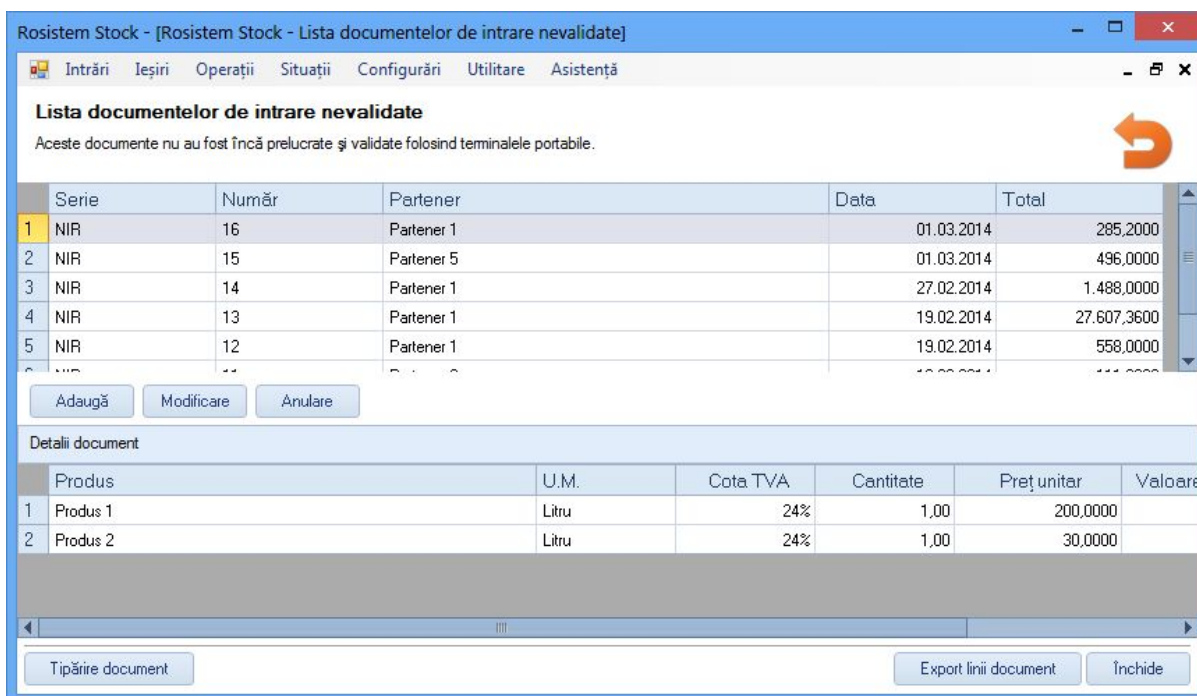 Rosistem Stock - [Rosistem Stock - Lista documentelor de intrare nevalidate]
Intrări Ieșiri Operații Situații Configurări Utilitare Asistență
Lista documentelor de intrare nevalidate
Aceste documente nu au fost încă prelucrate și validate folosind terminalele portabile.
Serie Număr Partener Data Total
1 NIR 16 Partener 1 01.03.2014 285,2000
2 NIR 15 Partener 5 01.03.2014 496,0000
3 NIR 14 Partener 1 27.02.2014 1.488,0000
4 NIR 13 Partener 1 19.02.2014 27.607,3600
5 NIR 12 Partener 1 19.02.2014 558,0000
Adaugă Modificare Anulare
Detalii document
Produs U.M. Cota TVA Cantitate Preț unitar Valoare
1 Produs 1 Litru 24% 1,00 200,0000
2 Produs 2 Litru 24% 1,00 30,0000
Tipărire document Export linii document Închide